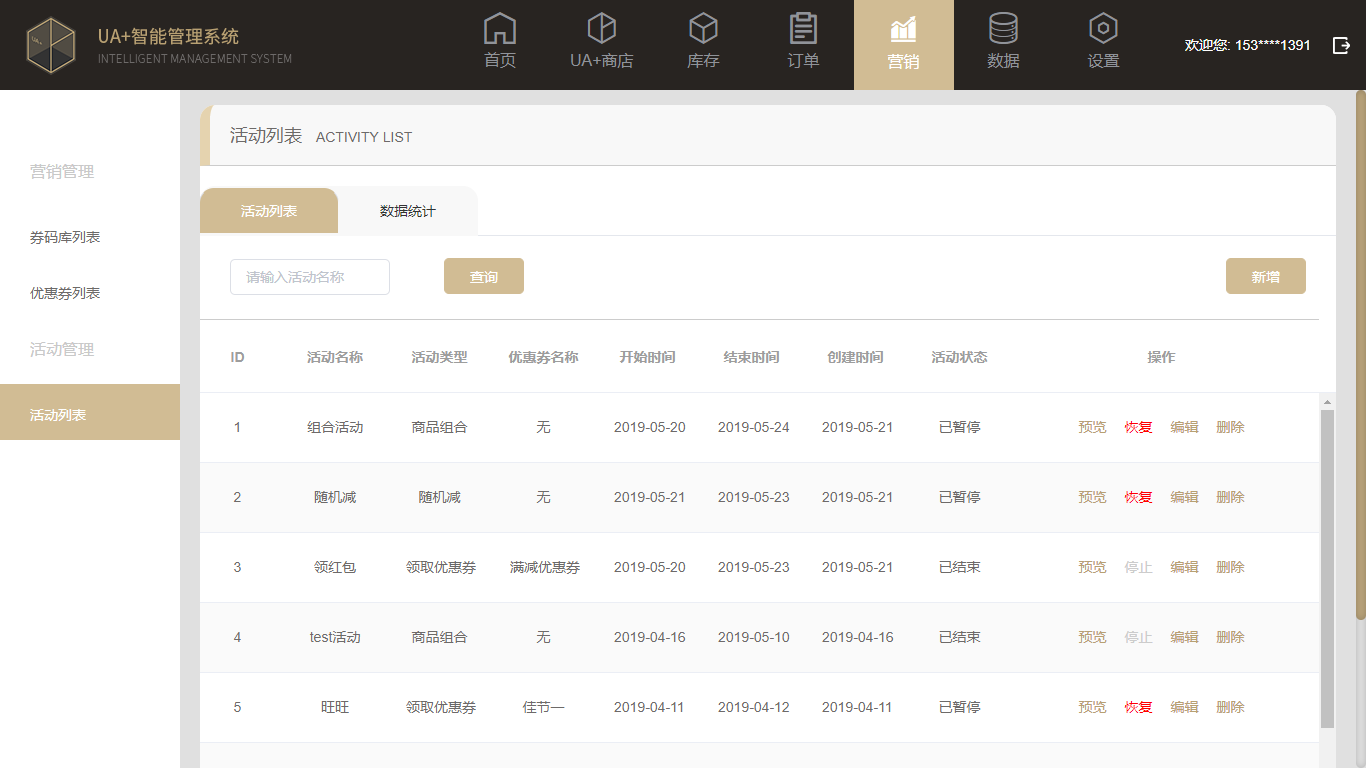 UA+智能管理系统
INTELLIGENT MANAGEMENT SYSTEM
UA+
首页 UA+商店 库存 订单 营销 数据 设置
欢迎您: 153****1391
营销管理
券码库列表
优惠券列表
活动管理
活动列表
活动列表 ACTIVITY LIST
活动列表 数据统计
请输入活动名称 查询 新增
ID 活动名称 活动类型 优惠券名称 开始时间 结束时间 创建时间 活动状态 操作
1 组合活动 商品组合 无 2019-05-20 2019-05-24 2019-05-21 已暂停 预览 恢复 编辑 删除
2 随机减 随机减 无 2019-05-21 2019-05-23 2019-05-21 已暂停 预览 恢复 编辑 删除
3 领红包 领取优惠券 满减优惠券 2019-05-20 2019-05-23 2019-05-21 已结束 预览 停止 编辑 删除
4 test活动 商品组合 无 2019-04-16 2019-05-10 2019-04-16 已结束 预览 停止 编辑 删除
5 旺旺 领取优惠券 佳节一 2019-04-11 2019-04-12 2019-04-11 已暂停 预览 恢复 编辑 删除